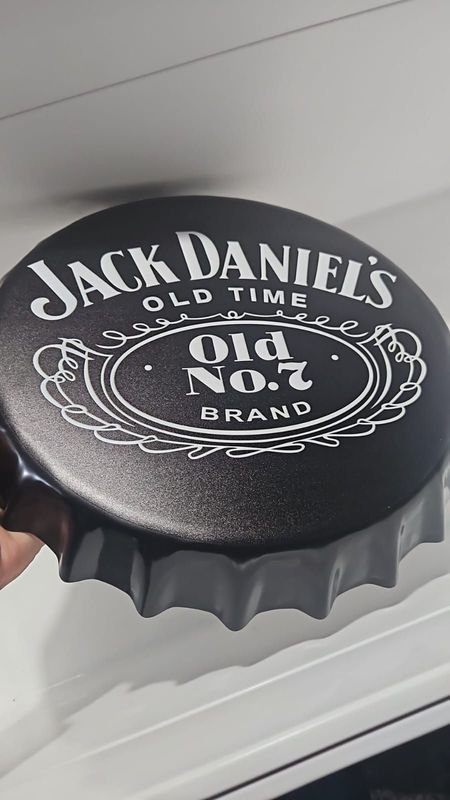 JACK DANIEL'S
OLD TIME
Old
No.7
BRAND